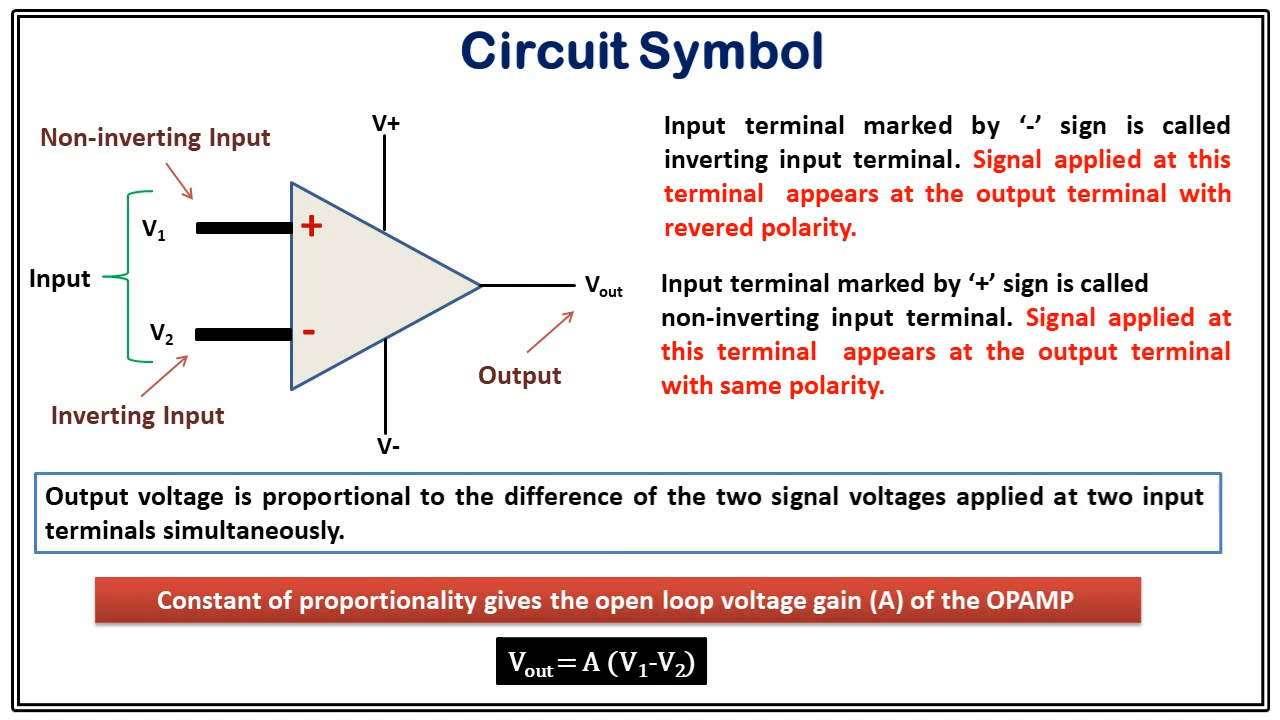 Circuit Symbol
Non-inverting Input
V+
V1
+
Input
V2
-
Vout
Output
Inverting Input
V-
Input terminal marked by ‘-’ sign is called
inverting input terminal. Signal applied at this
terminal appears at the output terminal with
revered polarity.
Input terminal marked by ‘+’ sign is called
non-inverting input terminal. Signal applied at
this terminal appears at the output terminal
with same polarity.
Output voltage is proportional to the difference of the two signal voltages applied at two input
terminals simultaneously.
Constant of proportionality gives the open loop voltage gain (A) of the OPAMP
Vout = A (V1-V2)